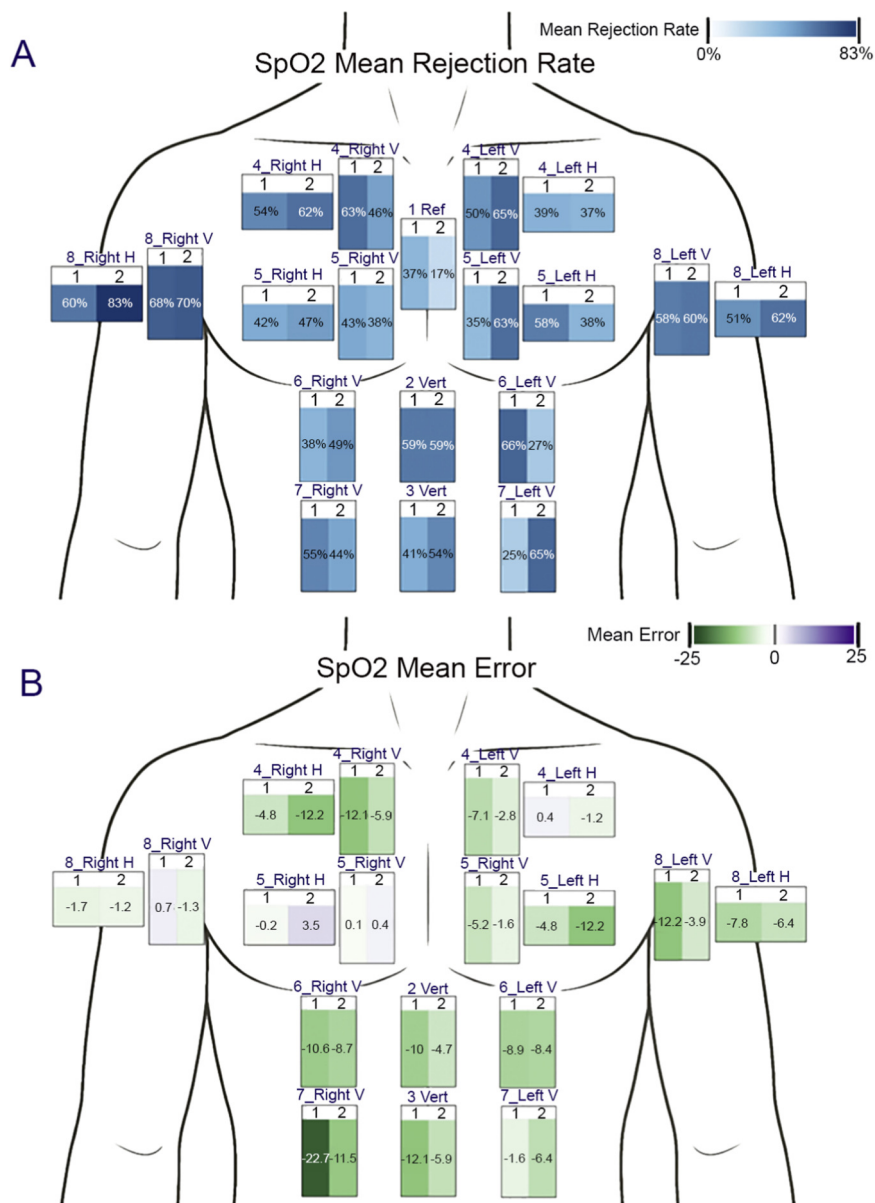 A
Mean Rejection Rate
0% 83%
SpO2 Mean Rejection Rate
4_Right V
1 2
63% 46%
4_Left V
1 2
50% 65%
4_Right H
1 2
54% 62%
4_Left H
1 2
39% 37%
1 Ref
1 2
37% 17%
8_Right H
1 2
60% 83%
8_Right V
1 2
68% 70%
5_Right H
1 2
42% 47%
5_Right V
1 2
43% 38%
5_Left V
1 2
35% 63%
5_Left H
1 2
58% 38%
8_Left V
1 2
58% 60%
8_Left H
1 2
51% 62%
6_Right V
1 2
38% 49%
2 Vert
1 2
59% 59%
6_Left V
1 2
66% 27%
7_Right V
1 2
55% 44%
3 Vert
1 2
41% 54%
7_Left V
1 2
25% 65%
B
Mean Error
-25 0 25
SpO2 Mean Error
4_Right H
1 2
-4.8 -12.2
4_Right V
1 2
-12.1 -5.9
4_Left V
1 2
-7.1 -2.8
4_Left H
1 2
0.4 -1.2
8_Right H
1 2
-1.7 -1.2
8_Right V
1 2
0.7 -1.3
5_Right H
1 2
-0.2 3.5
5_Right V
1 2
0.1 0.4
5_Right V
1 2
-5.2 -1.6
5_Left H
1 2
-4.8 -12.2
8_Left V
1 2
-12.2 -3.9
8_Left H
1 2
-7.8 -6.4
6_Right V
1 2
-10.6 -8.7
2 Vert
1 2
-10 -4.7
6_Left V
1 2
-8.9 -8.4
7_Right V
1 2
-22.7 -11.5
3 Vert
1 2
-12.1 -5.9
7_Left V
1 2
-1.6 -6.4